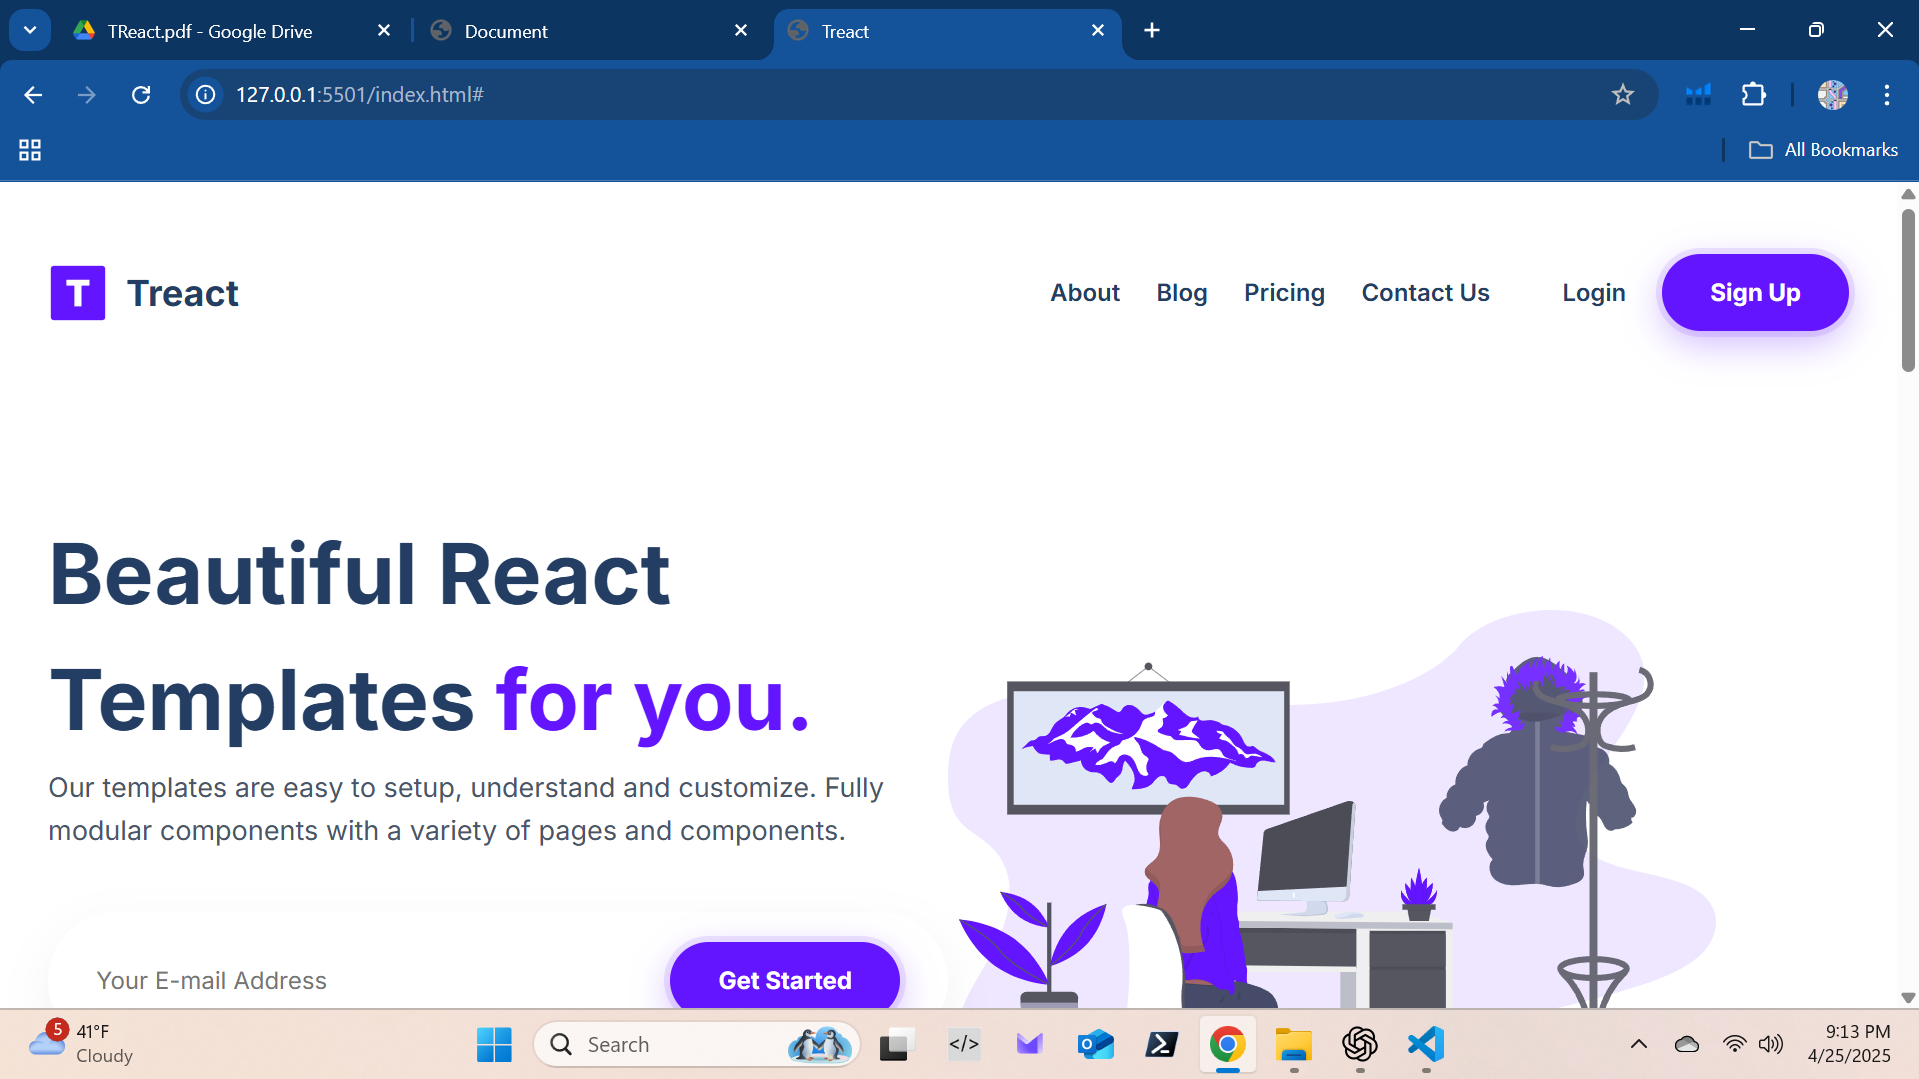 TReact.pdf - Google Drive
Document
Treact
127.0.0.1:5501/index.html#
All Bookmarks
T Treact
About Blog Pricing Contact Us Login Sign Up
Beautiful React
Templates for you.
Our templates are easy to setup, understand and customize. Fully
modular components with a variety of pages and components.
Your E-mail Address
Get Started
5
41°F
Cloudy
Search
9:13 PM
4/25/2025